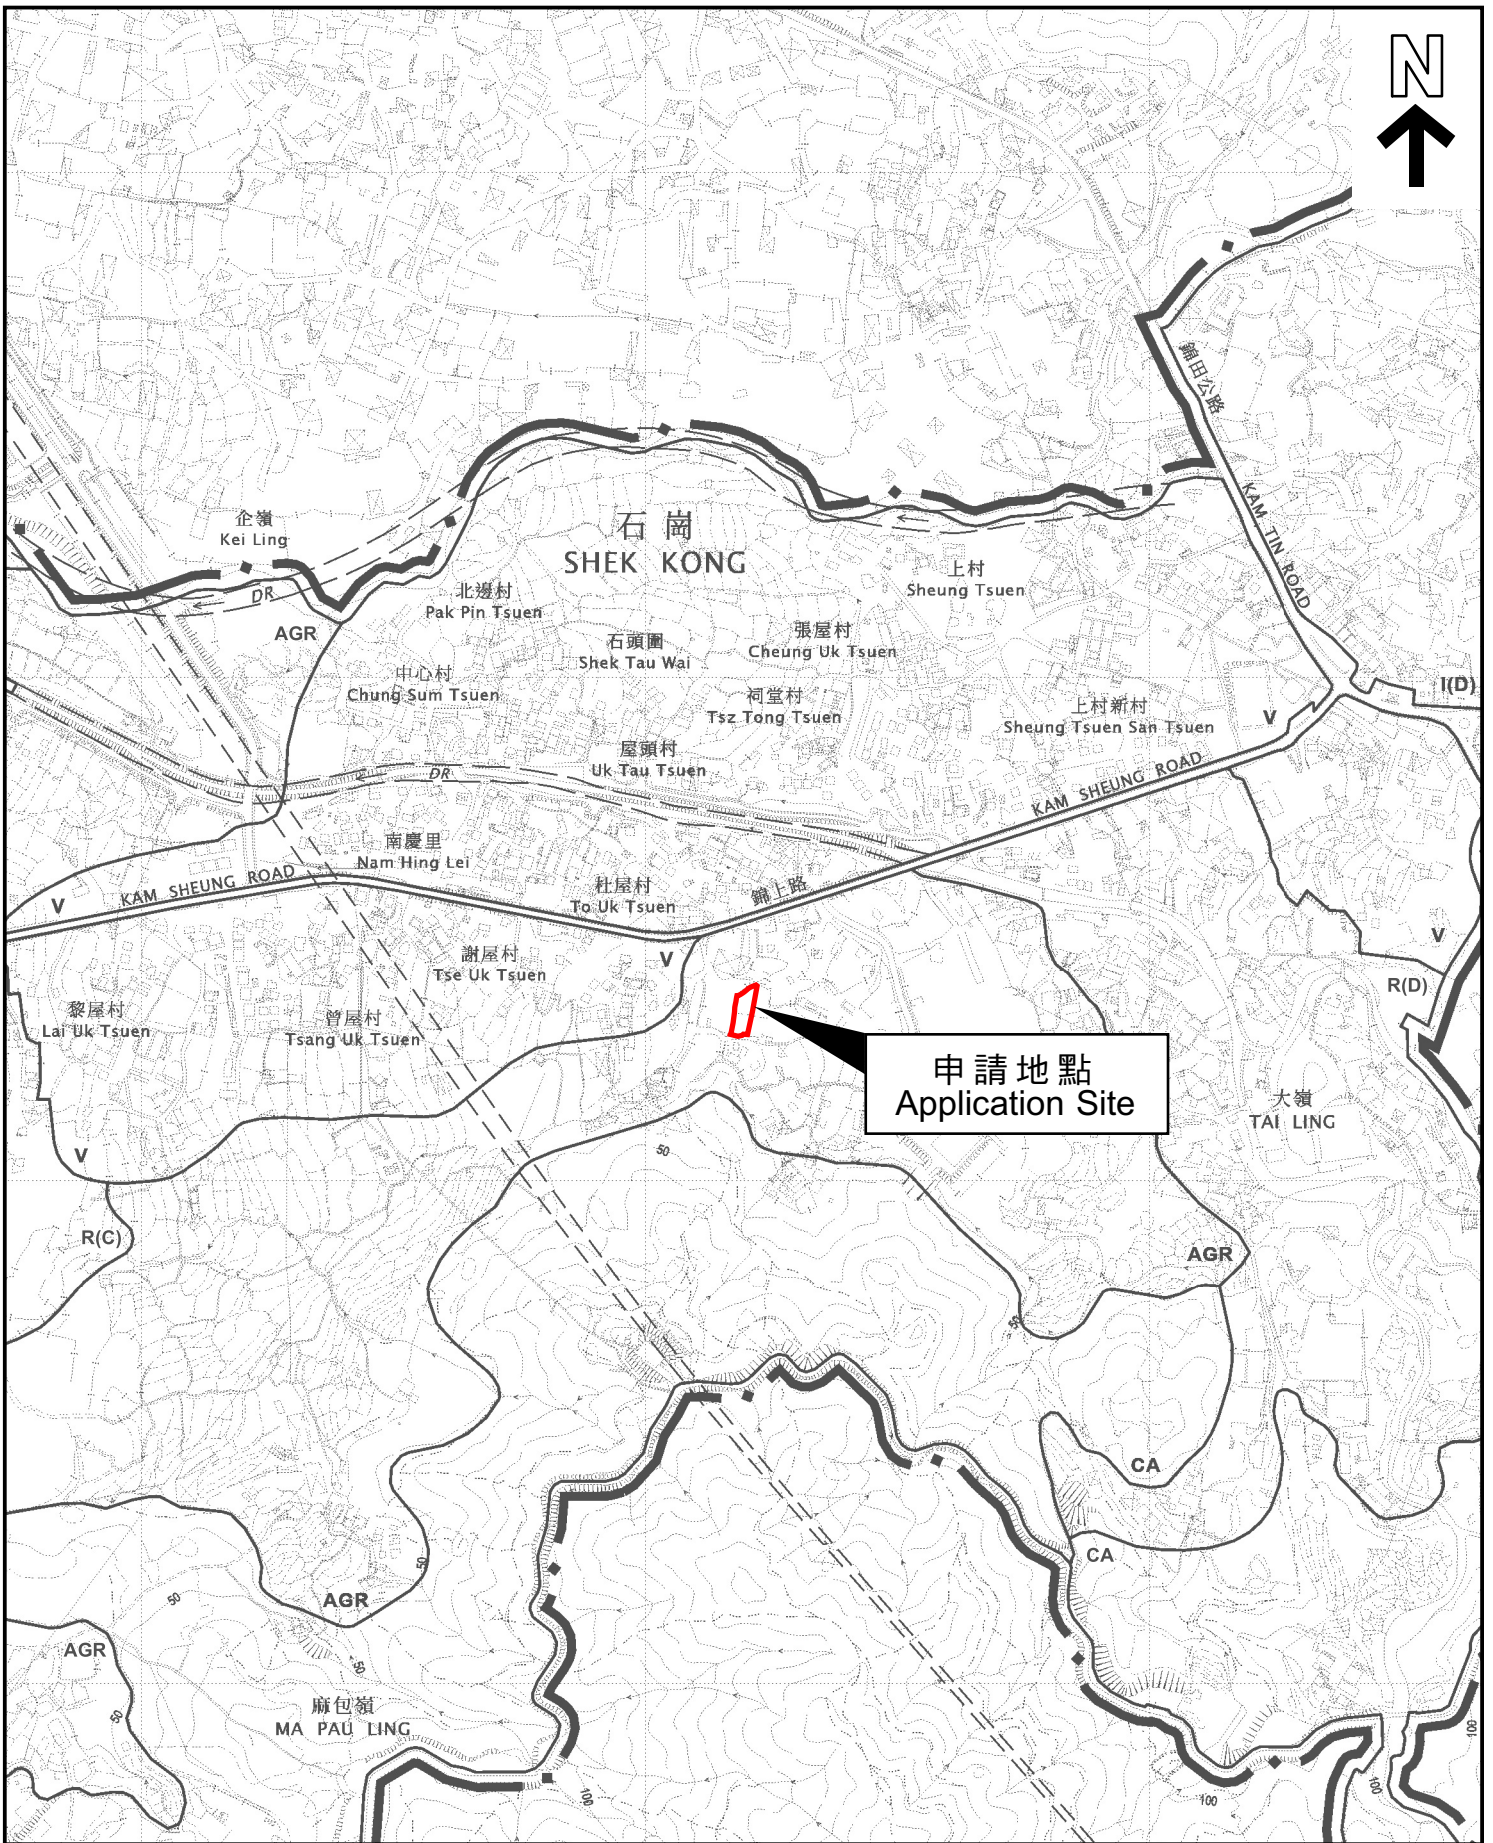 N
錦田公路
KAM TIN ROAD
企嶺
Kei Ling
石崗
SHEK KONG
上村
Sheung Tsuen
DR
北邊村
Pak Pin Tsuen
AGR
石頭圍
Shek Tau Wai
張屋村
Cheung Uk Tsuen
中心村
Chung Sum Tsuen
祠堂村
Tsz Tong Tsuen
上村新村
Sheung Tsuen San Tsuen
V
I(D)
屋頭村
Uk Tau Tsuen
DR
KAM SHEUNG ROAD
南慶里
Nam Hing Lei
KAM SHEUNG ROAD
V
杜屋村
To Uk Tsuen
錦上路
謝屋村
Tse Uk Tsuen
V
V
R(D)
黎屋村
Lai Uk Tsuen
曾屋村
Tsang Uk Tsuen
申請地點
Application Site
大嶺
TAI LING
V
50
R(C)
AGR
50
CA
CA
50
50
AGR
AGR
50
50
麻包嶺
MA PAU LING
100
100
100
100